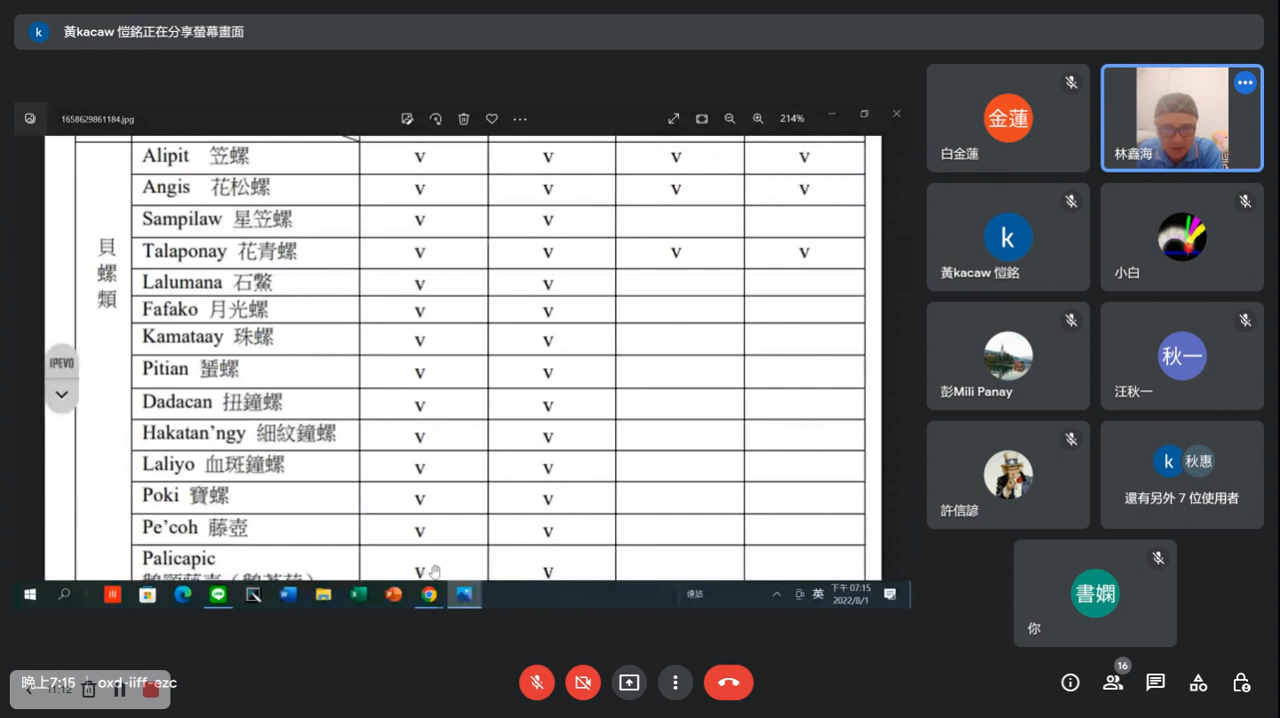 k 黃kacaw 愷銘正在分享螢幕畫面
1658629861184.jpg
214%
貝螺類
Alipit 笠螺 v v v v
Angis 花松螺 v v v v
Sampilaw 星笠螺 v v
Talaponay 花青螺 v v v v
Lalumana 石鱉 v v
Fafako 月光螺 v v
Kamataay 珠螺 v v
Pitian 蜑螺 v v
Dadacan 扭鐘螺 v v
Hakatan’ngy 細紋鐘螺 v v
Laliyo 血斑鐘螺 v v
Poki 寶螺 v v
Pe’coh 藤壺 v v
Palicapic v v
IPEVO
英
下午 07:15
2022/8/1
金蓮
白金蓮
林鑫海
k
黃kacaw 愷銘
小白
彭Mili Panay
秋一
汪秋一
許信諺
k 秋惠
還有另外 7 位使用者
書嫻
你
晚上7:15 oxd-iiff-ezc
11:12
16